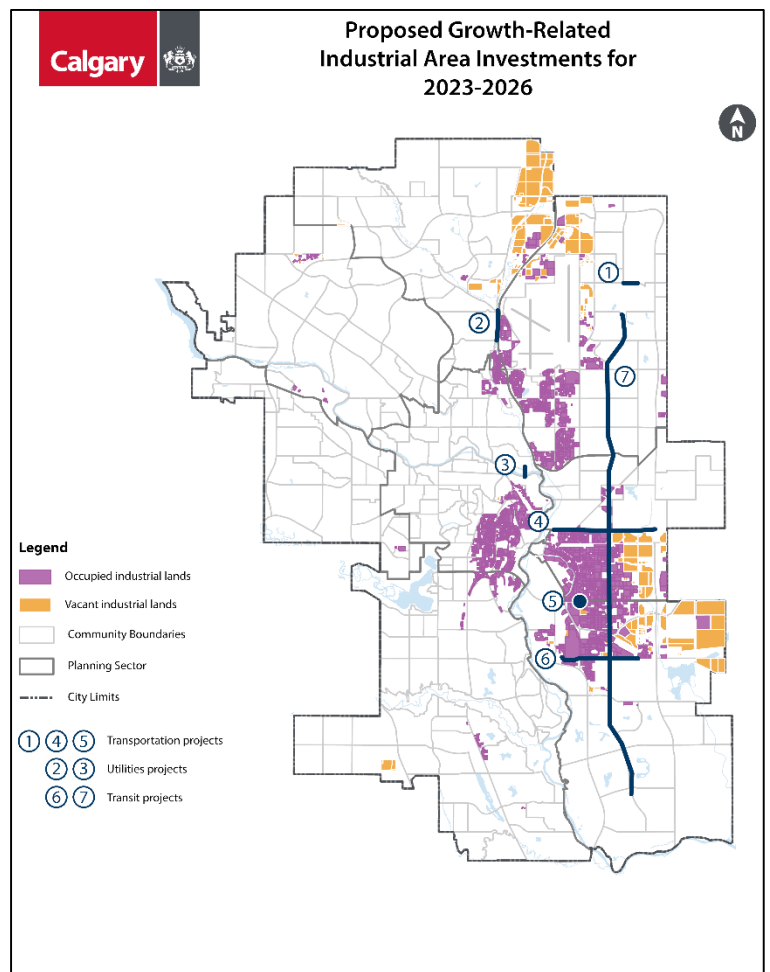 Calgary
Proposed Growth-Related
Industrial Area Investments for
2023-2026
N
1
2
7
3
4
5
6
Legend
Occupied industrial lands
Vacant industrial lands
Community Boundaries
Planning Sector
City Limits
1 4 5 Transportation projects
2 3 Utilities projects
6 7 Transit projects